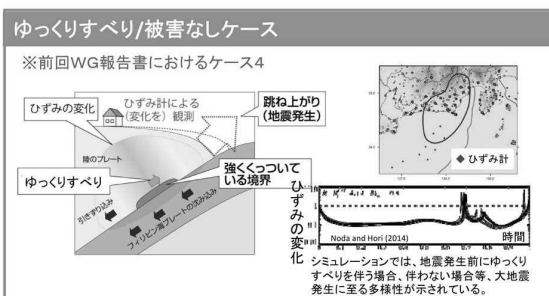 ゆっくりすべり/被害なしケース
※前回WG報告書におけるケース4
ひずみの変化
ひずみ計による
(変化を)観測
跳ね上がり
(地震発生)
陸のプレート
ゆっくりすべり
強くくっついて
いる境界
引きずり込み
フィリピン海プレートの沈み込み
◆ ひずみ計
ひずみの変化
Noda and Hori (2014)
時間
シミュレーションでは、地震発生前にゆっくり
すべりを伴う場合、伴わない場合等、大地震
発生に至る多様性が示されている。